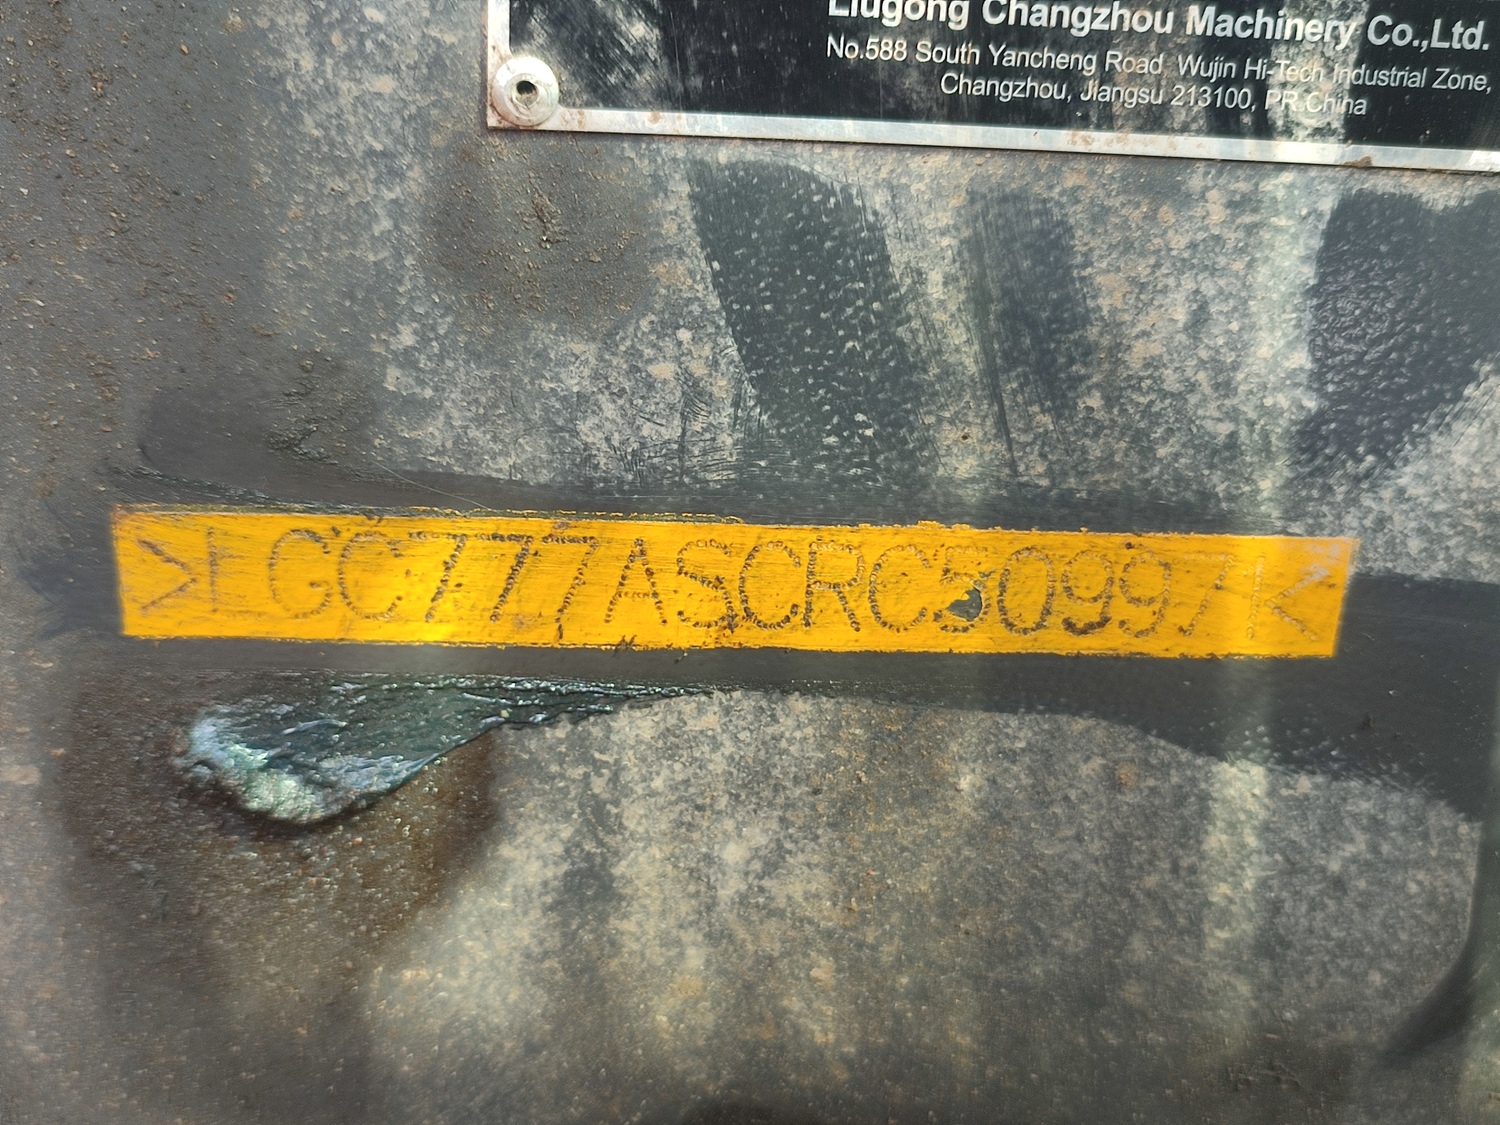 Liugong Changzhou Machinery Co.,Ltd.
No.588 South Yancheng Road, Wujin Hi-Tech Industrial Zone,
Changzhou, Jiangsu 213100, PR.China
>LGC777ASCRC509971<